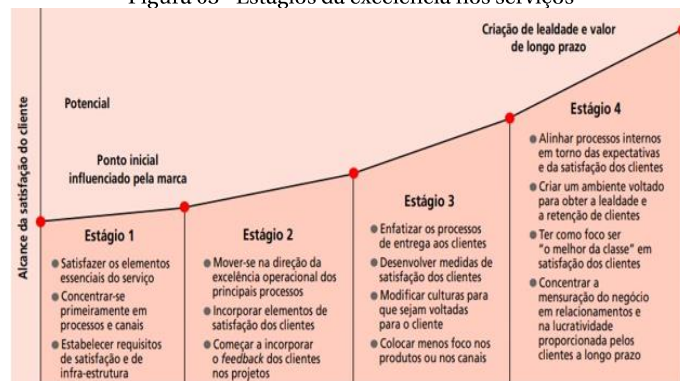 Figura 03 - Estágios da excelência nos serviços
Criação de lealdade e valor
de longo prazo
Potencial
Ponto inicial
influenciado pela marca
Alcance da satisfação do cliente
Estágio 1
Satisfazer os elementos
essenciais do serviço
Concentrar-se
primeiramente em
processos e canais
Estabelecer requisitos
de satisfação e de
infra-estrutura
Estágio 2
Mover-se na direção da
excelência operacional dos
principais processos
Incorporar elementos de
satisfação dos clientes
Começar a incorporar
o feedback dos clientes
nos projetos
Estágio 3
Enfatizar os processos
de entrega aos clientes
Desenvolver medidas de
satisfação dos clientes
Modificar culturas para
que sejam voltadas
para o cliente
Colocar menos foco nos
produtos ou nos canais
Estágio 4
Alinhar processos internos
em torno das expectativas
e da satisfação dos clientes
Criar um ambiente voltado
para obter a lealdade e
a retenção de clientes
Ter como foco ser
"o melhor da classe" em
satisfação dos clientes
Concentrar a
mensuração do negócio
em relacionamentos e
na lucratividade
proporcionada pelos
clientes a longo prazo